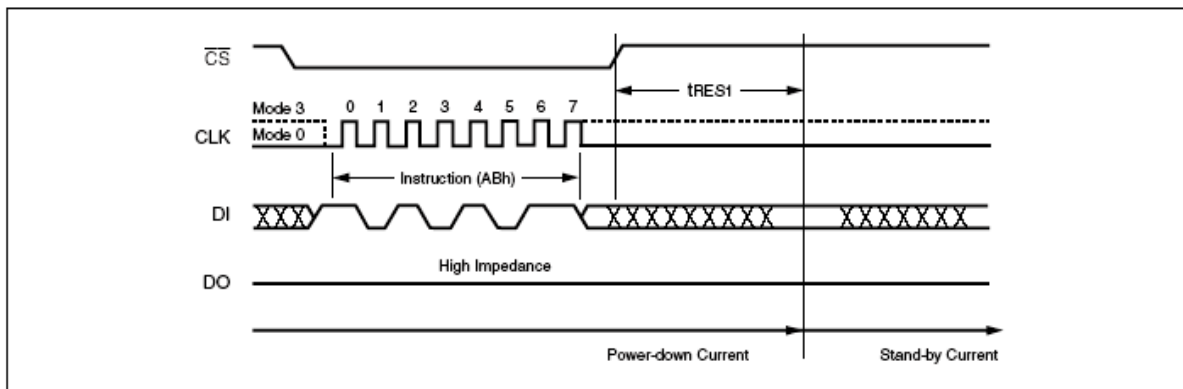 CS
tRES1
Mode 3 0 1 2 3 4 5 6 7
CLK Mode 0
Instruction (ABh)
DI
High Impedance
DO
Power-down Current Stand-by Current